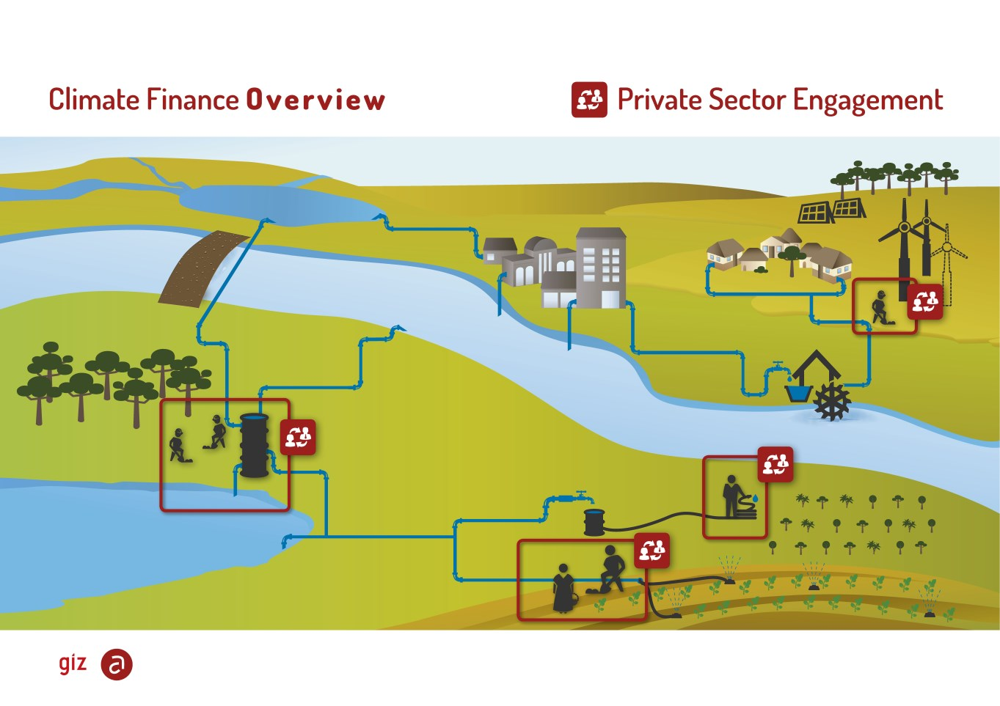 Climate Finance Overview
Private Sector Engagement
giz
a